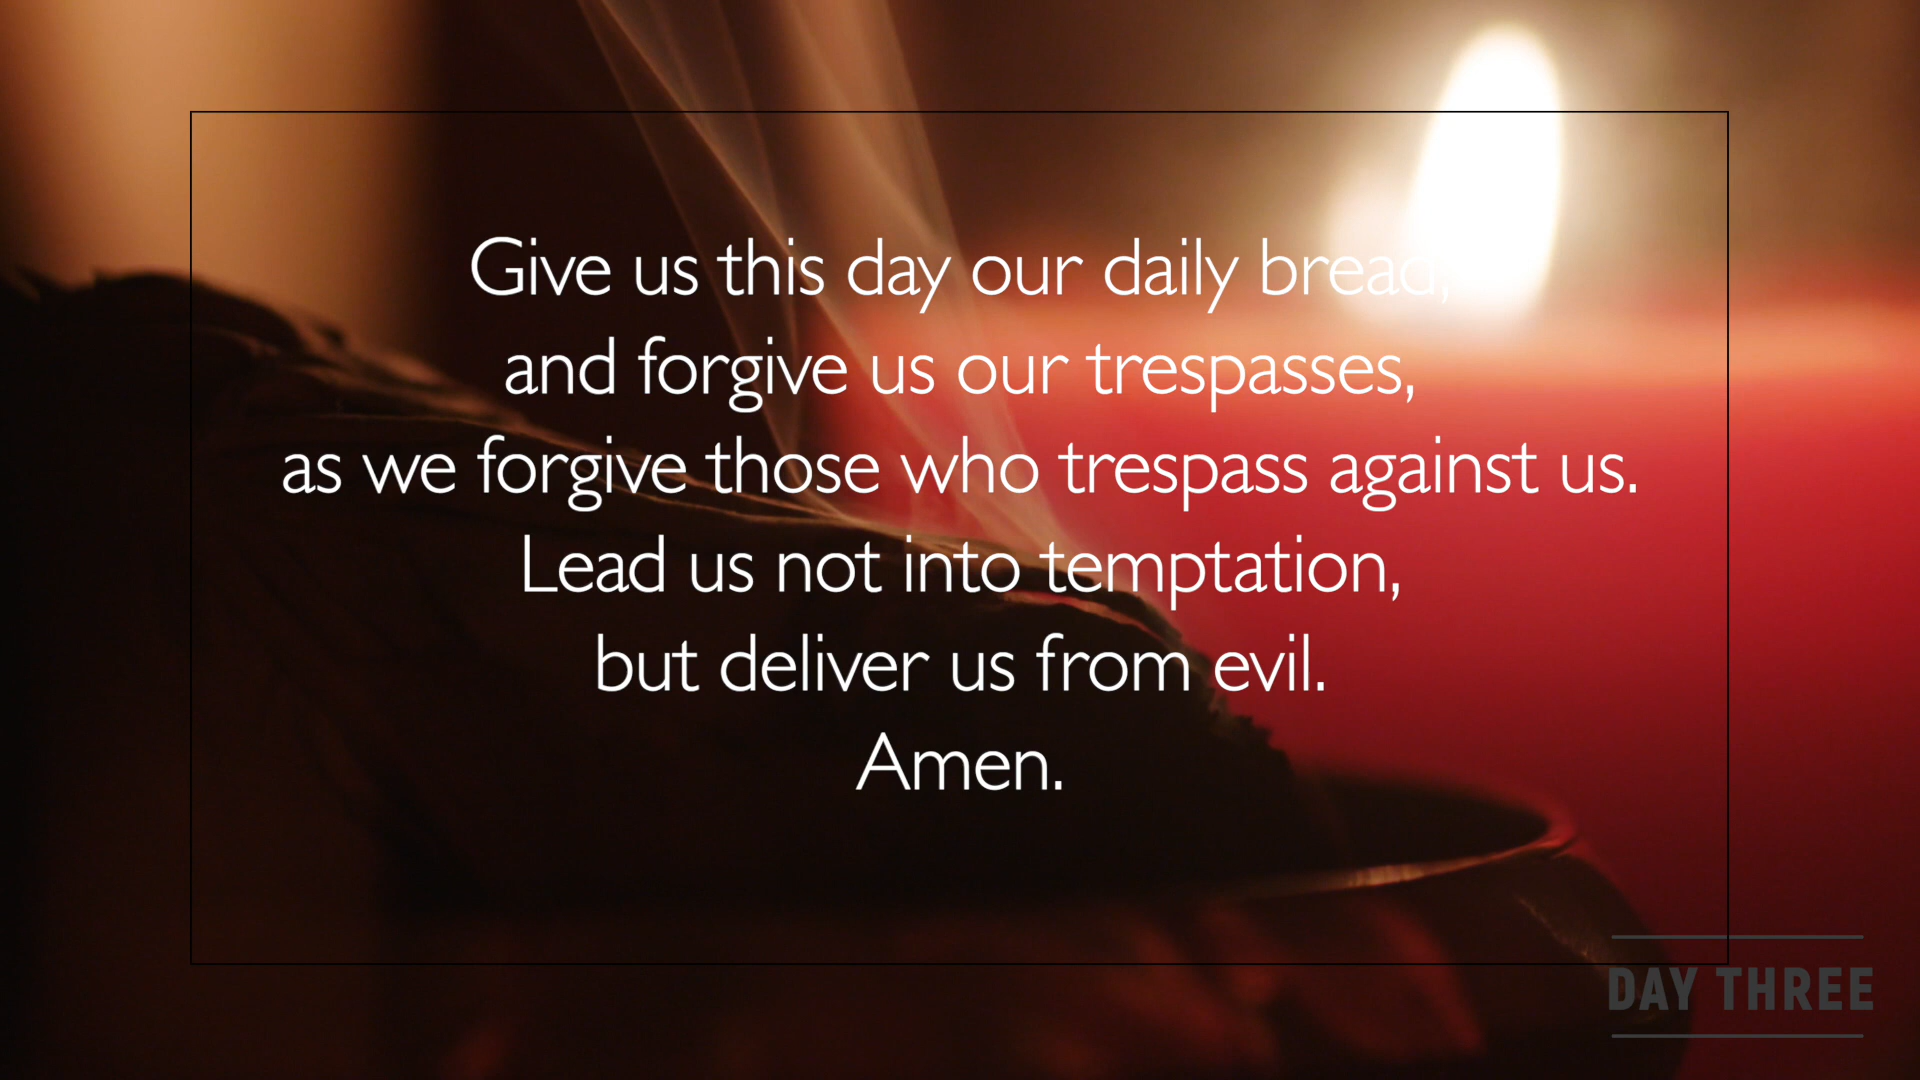 Give us this day our daily bread,
and forgive us our trespasses,
as we forgive those who trespass against us.
Lead us not into temptation,
but deliver us from evil.
Amen.
DAY THREE